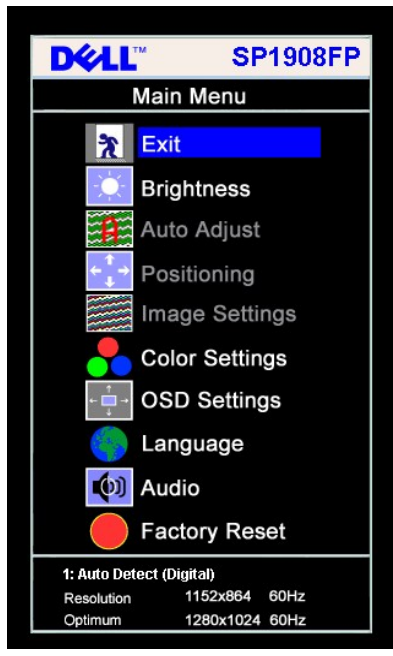 DELL™ SP1908FP
Main Menu
Exit
Brightness
Auto Adjust
Positioning
Image Settings
Color Settings
OSD Settings
Language
Audio
Factory Reset
1: Auto Detect (Digital)
Resolution 1152x864 60Hz
Optimum 1280x1024 60Hz